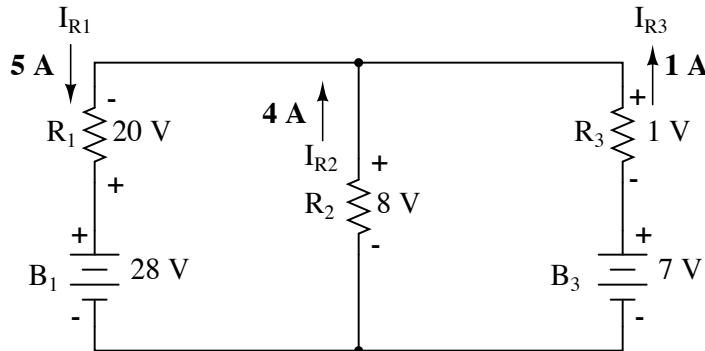 I_R1
I_R3
5 A
1 A
-
+
4 A
R_1 20 V
R_3 1 V
I_R2
+
+
-
R_2 8 V
+
+
-
B_1 28 V
B_3 7 V
-
-